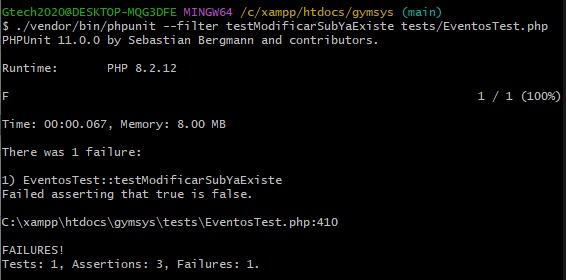 Gtech2020@DESKTOP-MQG3DFE MINGW64 /c/xampp/htdocs/gymsys (main)
$ ./vendor/bin/phpunit --filter testModificarSubYaExiste tests/EventosTest.php
PHPUnit 11.0.0 by Sebastian Bergmann and contributors.
Runtime:       PHP 8.2.12
F                                                                   1 / 1 (100%)
Time: 00:00.067, Memory: 8.00 MB
There was 1 failure:
1) EventosTest::testModificarSubYaExiste
Failed asserting that true is false.
C:\xampp\htdocs\gymsys\tests\EventosTest.php:410
FAILURES!
Tests: 1, Assertions: 3, Failures: 1.